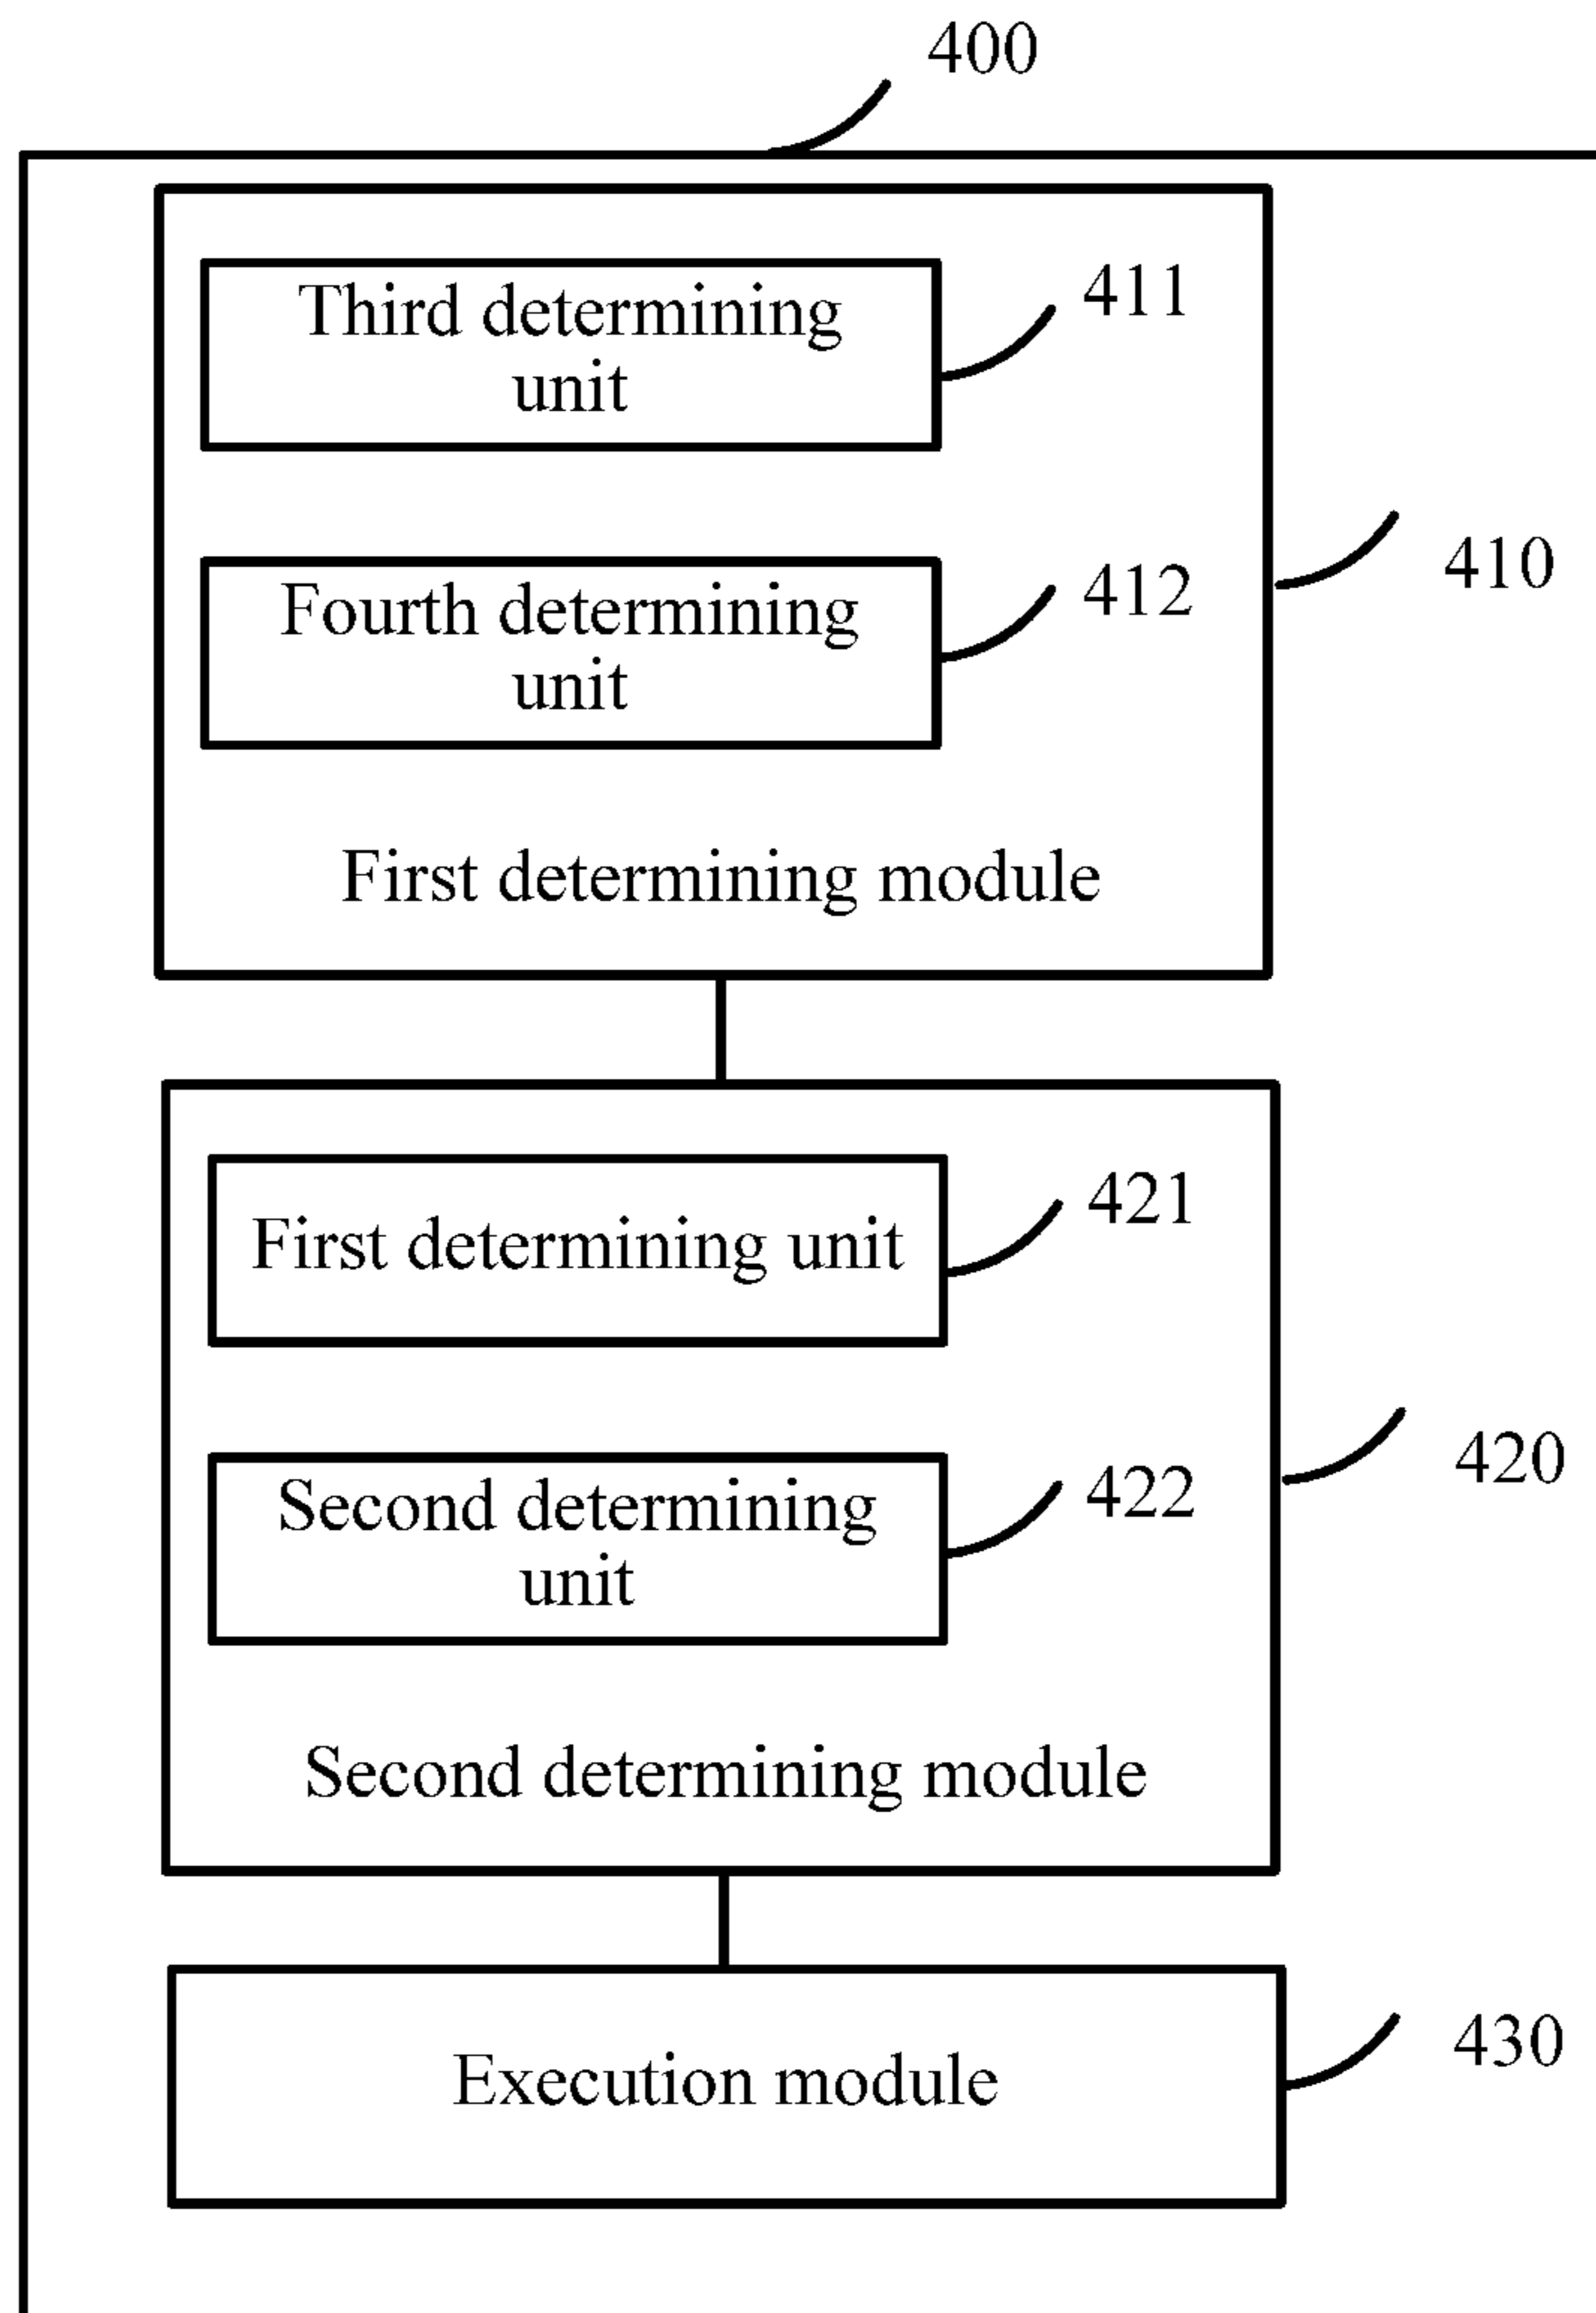 400
Third determining
unit
411
Fourth determining
unit
412
410
First determining module
First determining unit
421
Second determining
unit
422
420
Second determining module
Execution module
430